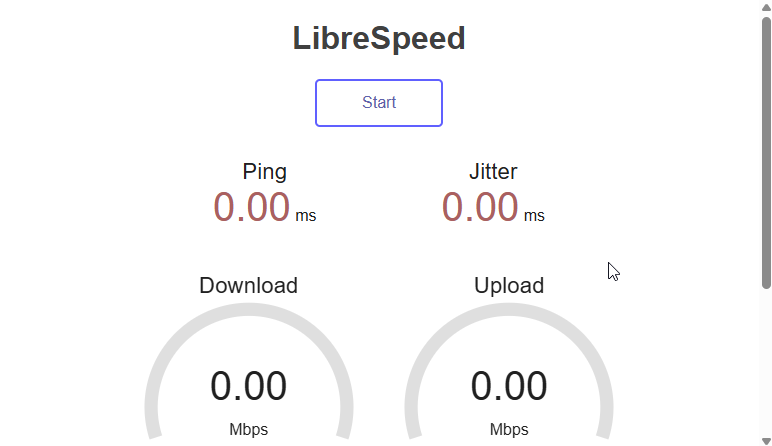 LibreSpeed
Start
Ping
0.00 ms
Jitter
0.00 ms
Download
0.00
Mbps
Upload
0.00
Mbps